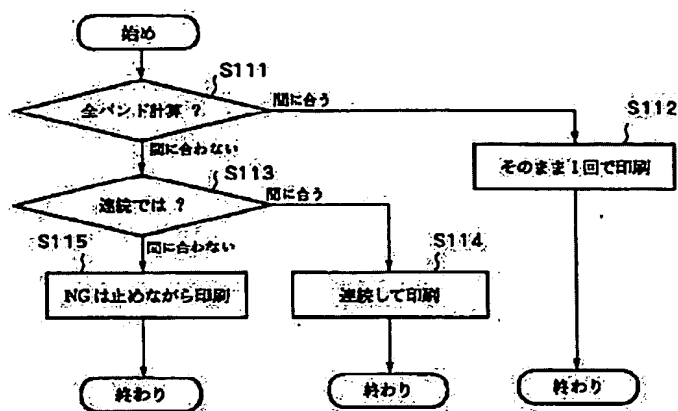 始め
S111
全バンド計算 ?
間に合う
S112
そのまま1回で印刷
間に合わない
S113
連続では ?
間に合う
S115
間に合わない
S114
NGは止めながら印刷
連続して印刷
終わり
終わり
終わり